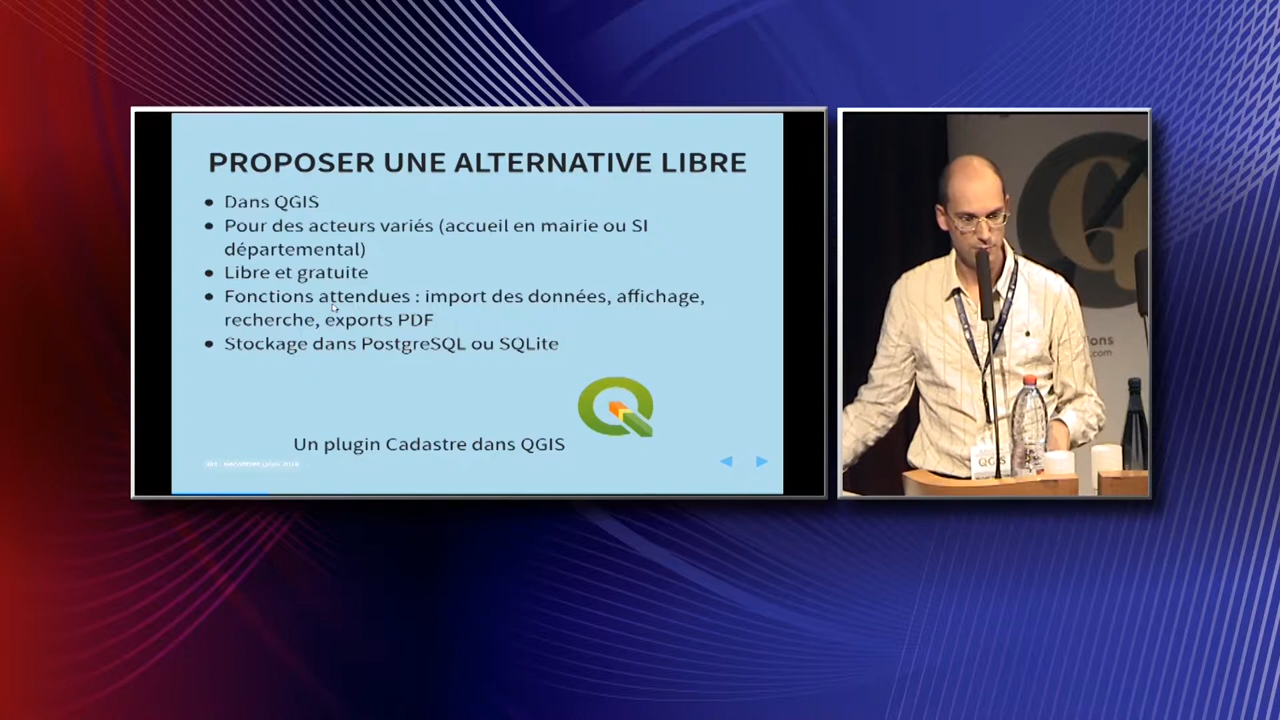 PROPOSER UNE ALTERNATIVE LIBRE
• Dans QGIS
• Pour des acteurs variés (accueil en mairie ou SI
départemental)
• Libre et gratuite
• Fonctions attendues : import des données, affichage,
recherche, exports PDF
• Stockage dans PostgreSQL ou SQLite
Un plugin Cadastre dans QGIS
QGIS
.com